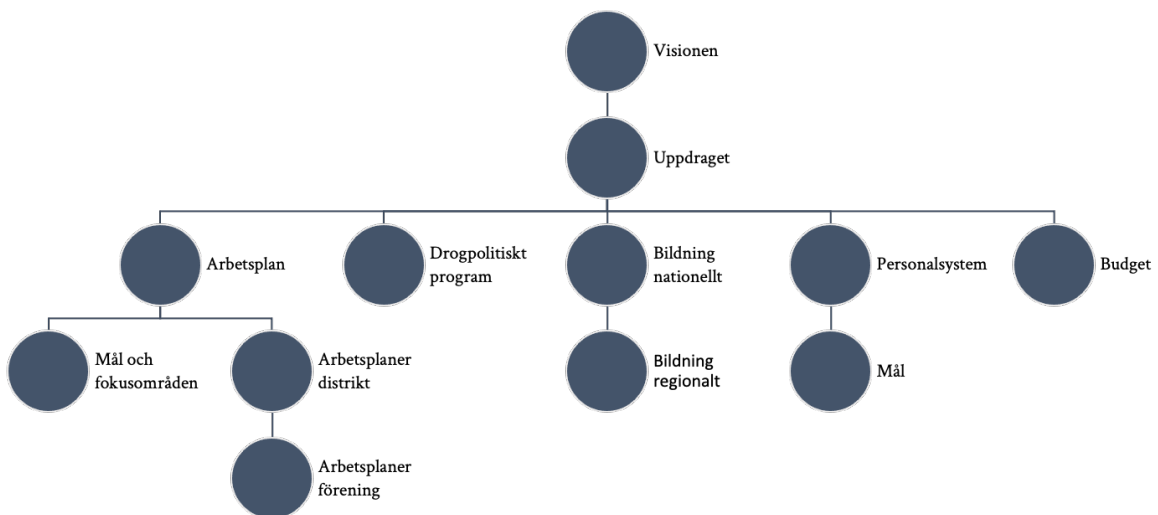 Visionen
Uppdraget
Arbetsplan
Drogpolitiskt
program
Bildning
nationellt
Personalsystem
Budget
Mål och
fokusområden
Arbetsplaner
distrikt
Bildning
regionalt
Mål
Arbetsplaner
förening